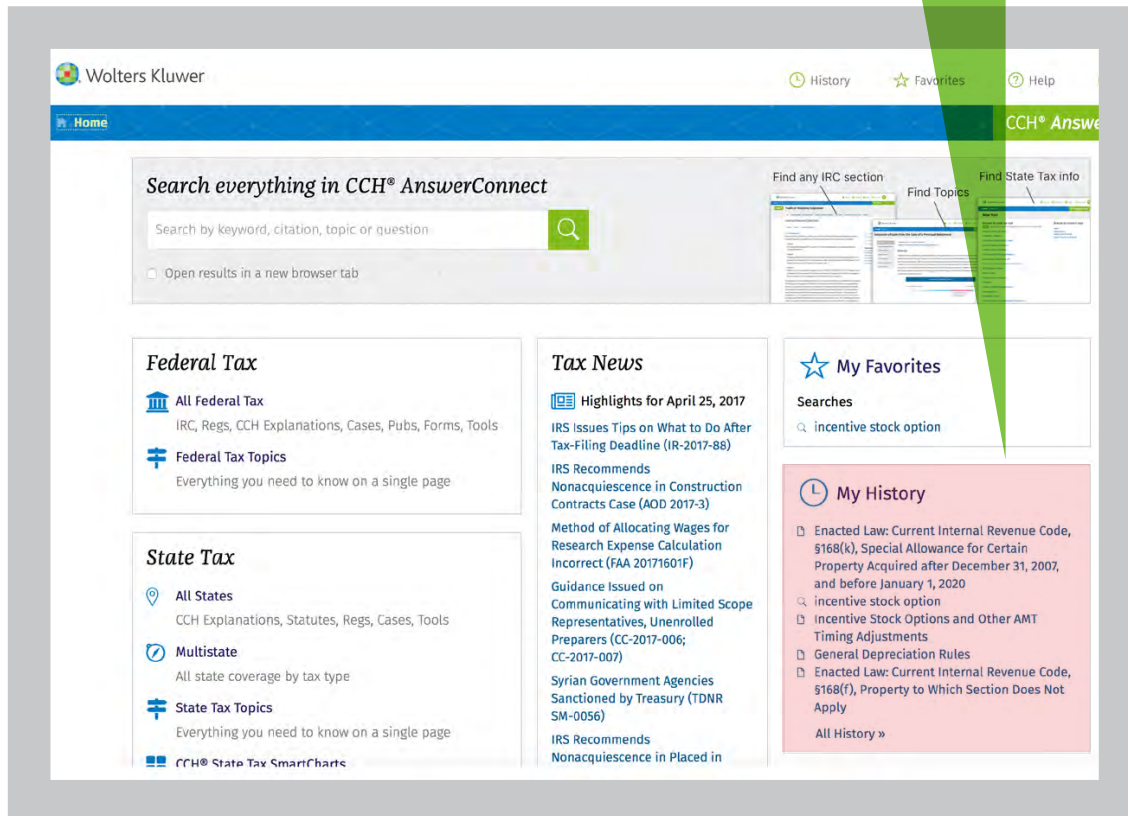 Wolters Kluwer
History
Favorites
Help
Home
CCH® Answe
Search everything in CCH® AnswerConnect
Search by keyword, citation, topic or question
Open results in a new browser tab
Find any IRC section
Find Topics
Find State Tax info
Federal Tax
All Federal Tax
IRC, Regs, CCH Explanations, Cases, Pubs, Forms, Tools
Federal Tax Topics
Everything you need to know on a single page
State Tax
All States
CCH Explanations, Statutes, Regs, Cases, Tools
Multistate
All state coverage by tax type
State Tax Topics
Everything you need to know on a single page
CCH® State Tax SmartCharts
Tax News
Highlights for April 25, 2017
IRS Issues Tips on What to Do After
Tax-Filing Deadline (IR-2017-88)
IRS Recommends
Nonacquiescence in Construction
Contracts Case (AOD 2017-3)
Method of Allocating Wages for
Research Expense Calculation
Incorrect (FAA 20171601F)
Guidance Issued on
Communicating with Limited Scope
Representatives, Unenrolled
Preparers (CC-2017-006;
CC-2017-007)
Syrian Government Agencies
Sanctioned by Treasury (TDNR
SM-0056)
IRS Recommends
Nonacquiescence in Placed in
My Favorites
Searches
incentive stock option
My History
Enacted Law: Current Internal Revenue Code,
§168(k), Special Allowance for Certain
Property Acquired after December 31, 2007,
and before January 1, 2020
incentive stock option
Incentive Stock Options and Other AMT
Timing Adjustments
General Depreciation Rules
Enacted Law: Current Internal Revenue Code,
§168(f), Property to Which Section Does Not
Apply
All History »